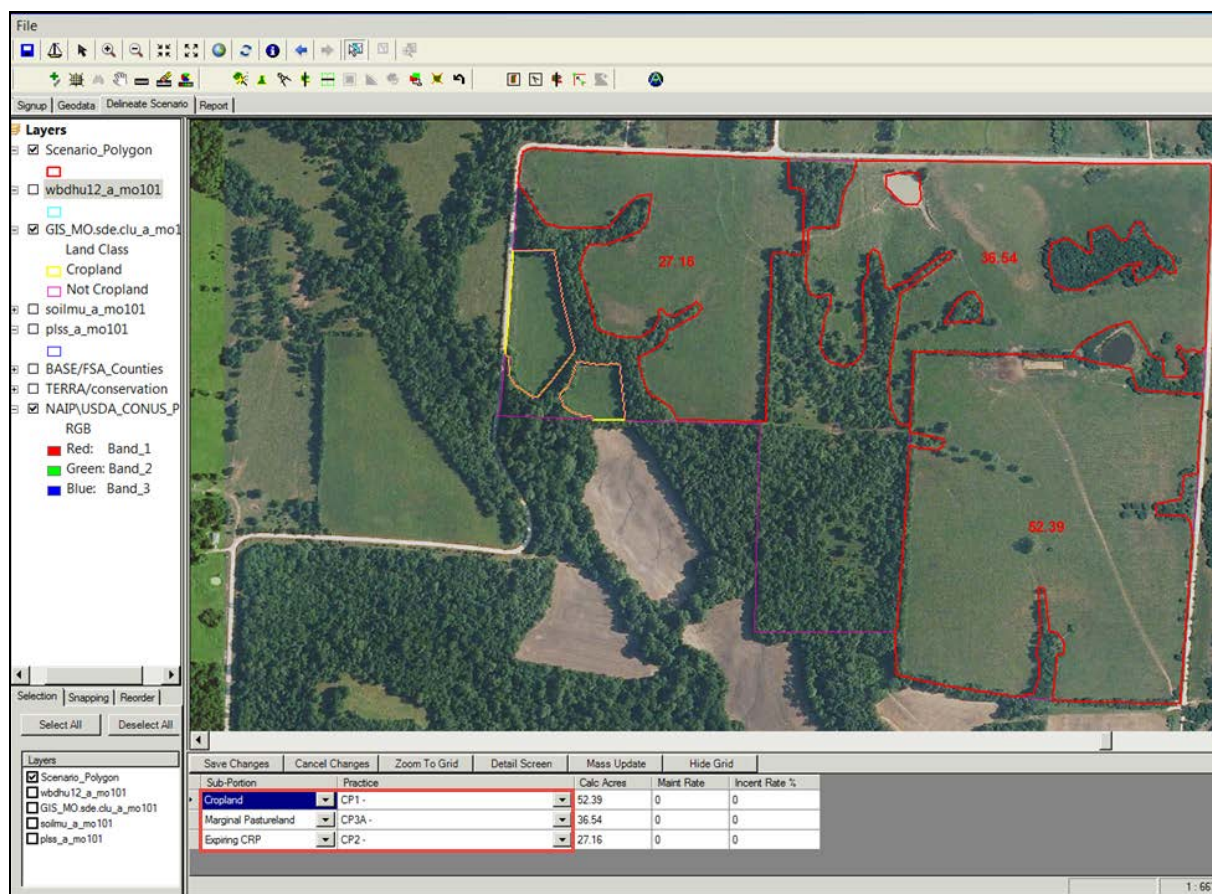 File
Signup Geodata Delineate Scenario Report
Layers
Scenario_Polygon
wbdhu12_a_mo101
GIS_MO.sde.clu_a_mo1
Land Class
Cropland
Not Cropland
soilmu_a_mo101
plss_a_mo101
BASE/FSA_Counties
TERRA/conservation
NAIP\USDA_CONUS_P
RGB
Red: Band_1
Green: Band_2
Blue: Band_3
27.16
36.54
52.39
Selection Snapping Reorder
Select All Deselect All
Layers
Scenario_Polygon
wbdhu12_a_mo101
GIS_MO.sde.clu_a_mo101
soilmu_a_mo101
plss_a_mo101
Save Changes Cancel Changes Zoom To Grid Detail Screen Mass Update Hide Grid
Sub-Portion Practice Calc Acres Maint Rate Incent Rate %
Cropland CP1 - 52.39 0 0
Marginal Pastureland CP3A - 36.54 0 0
Expiring CRP CP2 - 27.16 0 0
1 : 66